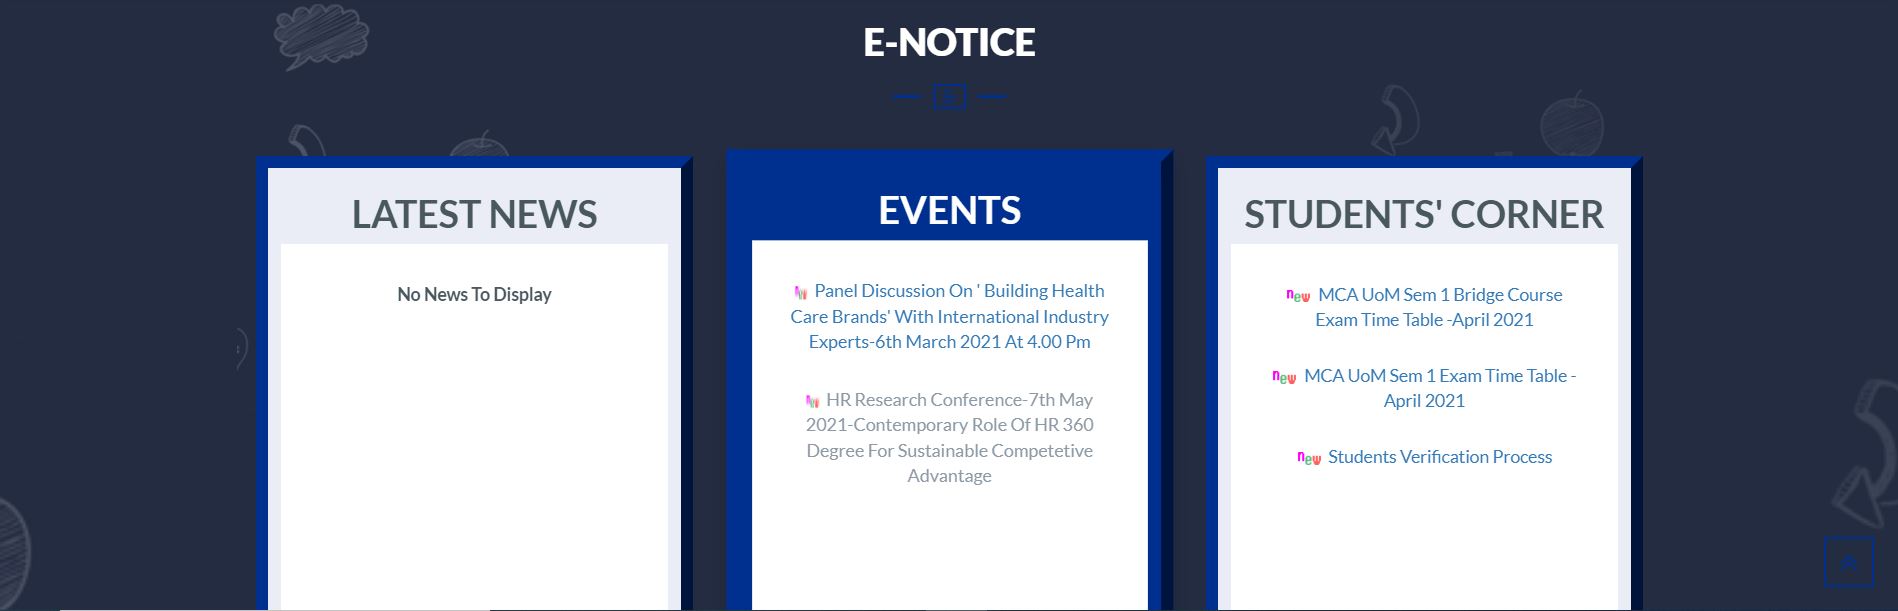 E-NOTICE
LATEST NEWS
No News To Display
EVENTS
Panel Discussion On ' Building Health
Care Brands' With International Industry
Experts-6th March 2021 At 4.00 Pm
HR Research Conference-7th May
2021-Contemporary Role Of HR 360
Degree For Sustainable Competetive
Advantage
STUDENTS' CORNER
new MCA UoM Sem 1 Bridge Course
Exam Time Table -April 2021
new MCA UoM Sem 1 Exam Time Table -
April 2021
new Students Verification Process